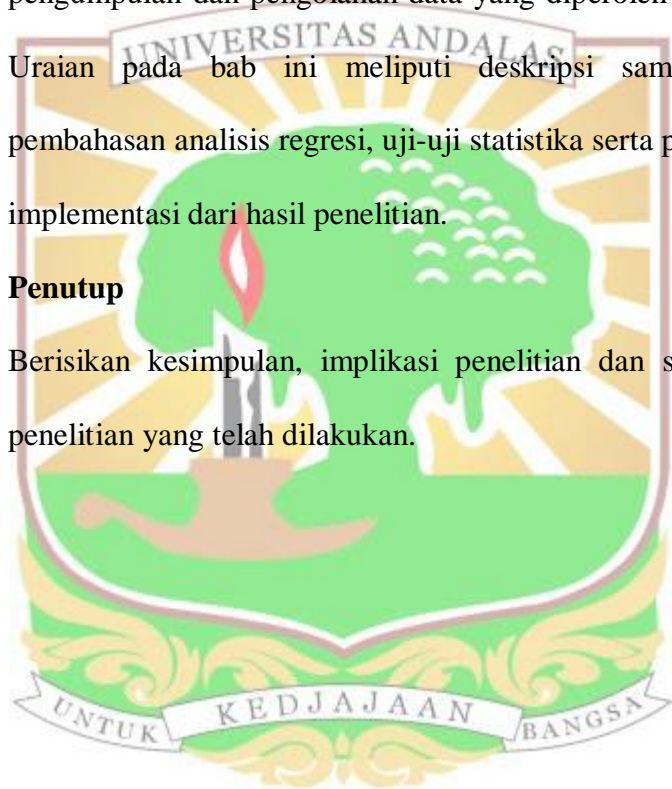 pengumpulan dan pengolahan data yang diperoleh
UNIVERSITAS ANDALAS
Uraian pada bab ini meliputi deskripsi sam
pembahasan analisis regresi, uji-uji statistika serta p
implementasi dari hasil penelitian.
Penutup
Berisikan kesimpulan, implikasi penelitian dan s
penelitian yang telah dilakukan.
UNTUK KEDJAJAAN BANGSA